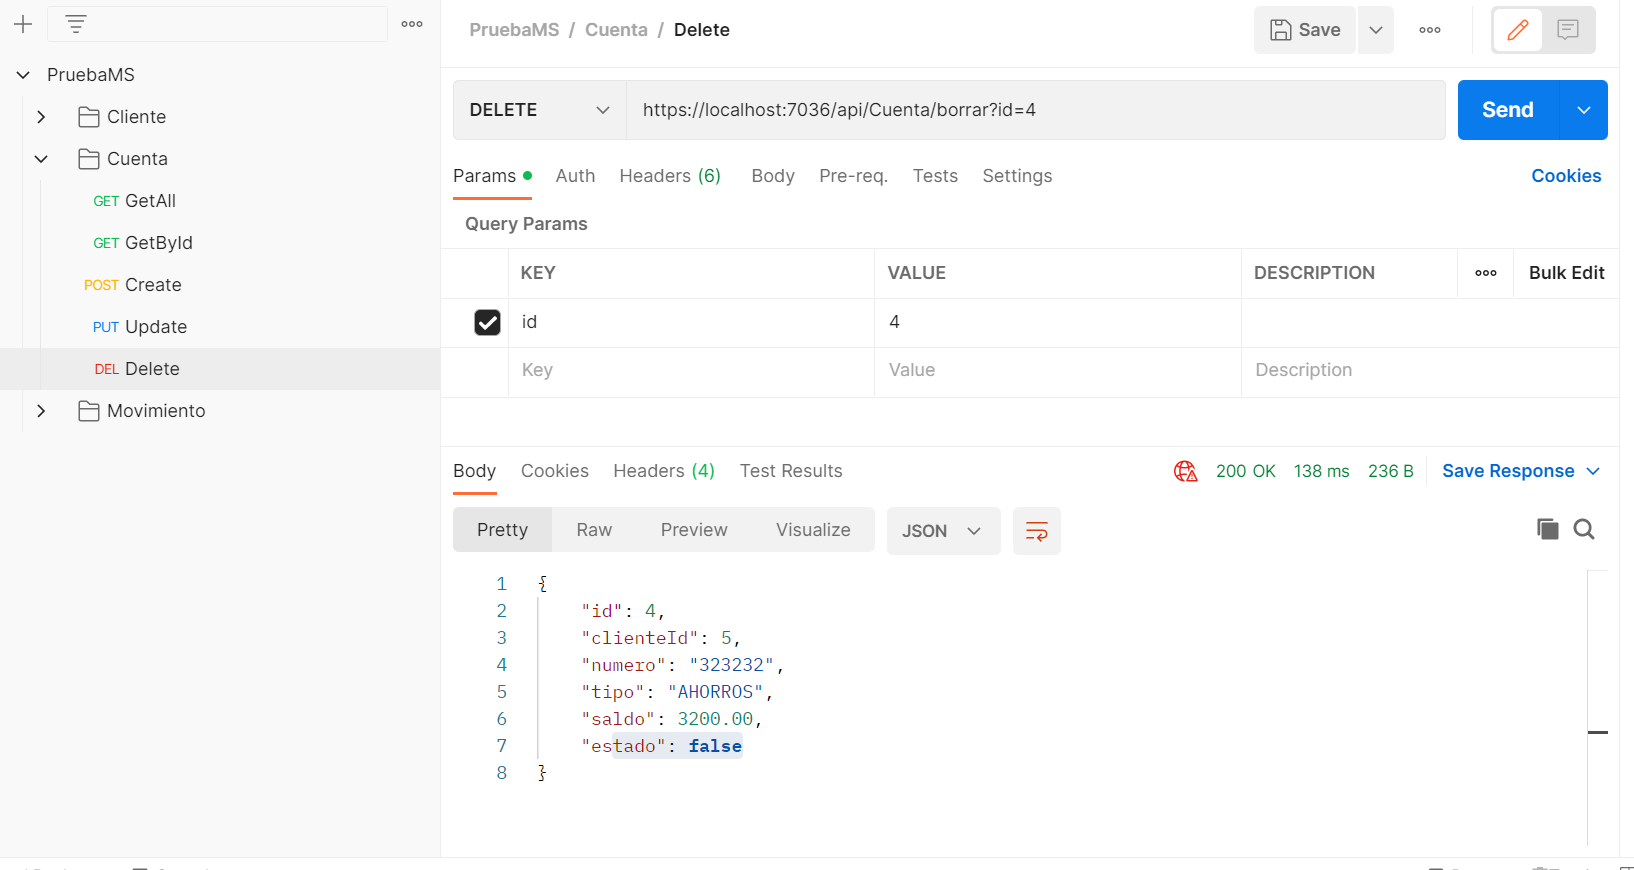 PruebaMS / Cuenta / Delete
Save
PruebaMS
Cliente
Cuenta
GET GetAll
GET GetById
POST Create
PUT Update
DEL Delete
Movimiento
DELETE
https://localhost:7036/api/Cuenta/borrar?id=4
Send
Params Auth Headers (6) Body Pre-req. Tests Settings
Cookies
Query Params
KEY VALUE DESCRIPTION Bulk Edit
id 4
Key Value Description
Body Cookies Headers (4) Test Results
200 OK 138 ms 236 B Save Response
Pretty Raw Preview Visualize JSON
1 {
2 "id": 4,
3 "clienteId": 5,
4 "numero": "323232",
5 "tipo": "AHORROS",
6 "saldo": 3200.00,
7 "estado": false
8 }